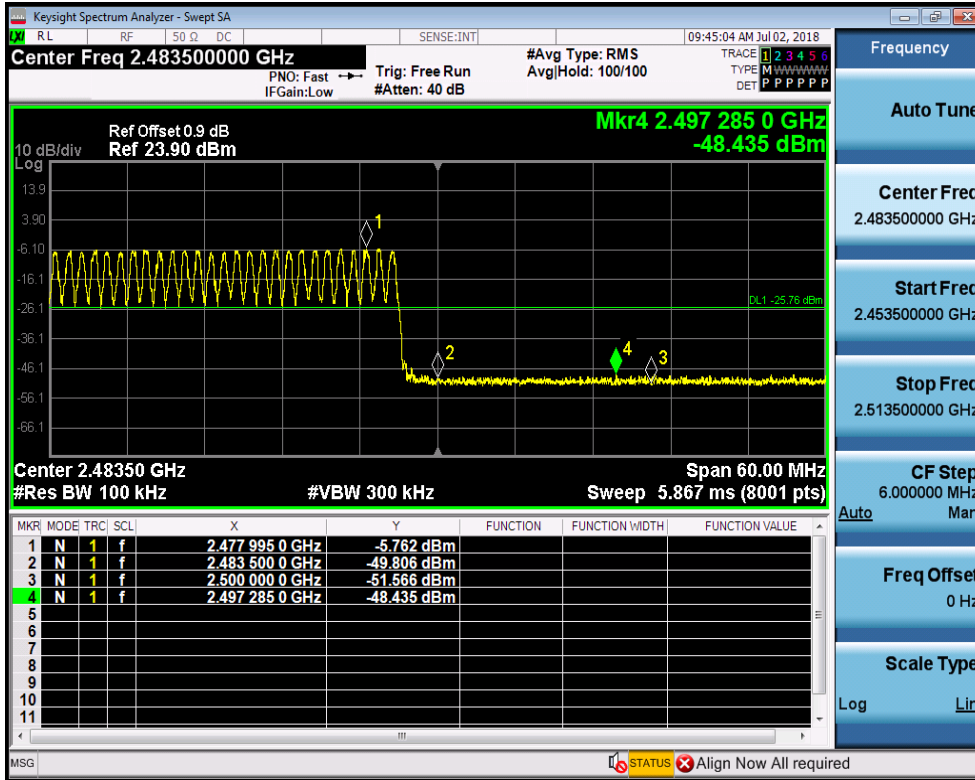 Keysight Spectrum Analyzer - Swept SA
LXI RL RF 50 Ω DC SENSE:INT 09:45:04 AM Jul 02, 2018
Center Freq 2.483500000 GHz
#Avg Type: RMS
TRACE 1 2 3 4 5 6
PNO: Fast
Trig: Free Run
Avg|Hold: 100/100
TYPE M W W W W W
IFGain:Low
#Atten: 40 dB
DET P P P P P P
Mkr4 2.497 285 0 GHz
-48.435 dBm
Ref Offset 0.9 dB
10 dB/div Ref 23.90 dBm
Log
13.9
3.90
-6.10
-16.1
-26.1
-36.1
-46.1
-56.1
-66.1
1
DL1 -25.76 dBm
2
4
3
Center 2.48350 GHz Span 60.00 MHz
#Res BW 100 kHz #VBW 300 kHz Sweep 5.867 ms (8001 pts)
MKR MODE TRC SCL X Y FUNCTION FUNCTION WIDTH FUNCTION VALUE
1 N 1 f 2.477 995 0 GHz -5.762 dBm
2 N 1 f 2.483 500 0 GHz -49.806 dBm
3 N 1 f 2.500 000 0 GHz -51.566 dBm
4 N 1 f 2.497 285 0 GHz -48.435 dBm
5
6
7
8
9
10
11
MSG STATUS Align Now All required
Frequency
Auto Tune
Center Freq
2.483500000 GHz
Start Freq
2.453500000 GHz
Stop Freq
2.513500000 GHz
CF Step
6.000000 MHz
Auto Man
Freq Offset
0 Hz
Scale Type
Log Lin